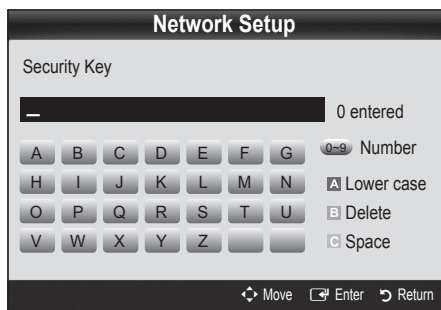 Network Setup
Security Key
_ 0 entered
A B C D E F G 0~9 Number
H I J K L M N A Lower case
O P Q R S T U B Delete
V W X Y Z C Space
Move Enter Return